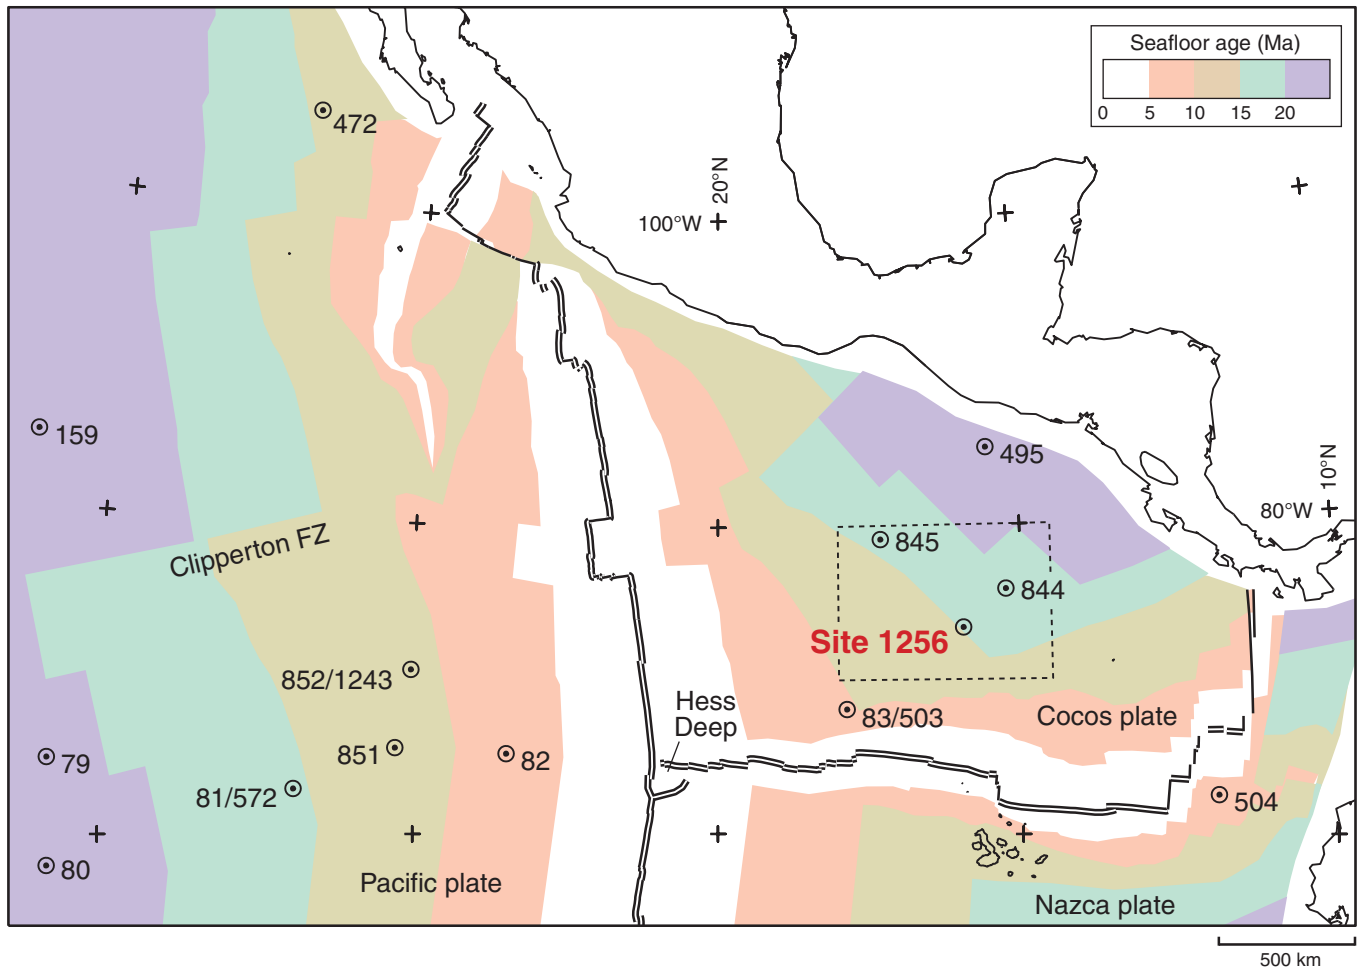 Seafloor age (Ma)
0 5 10 15 20
472
20°N
100°W
159
495
10°N
80°W
Clipperton FZ
845
844
Site 1256
852/1243
83/503
Hess
Deep
Cocos plate
851
82
79
81/572
504
80
Pacific plate
Nazca plate
500 km